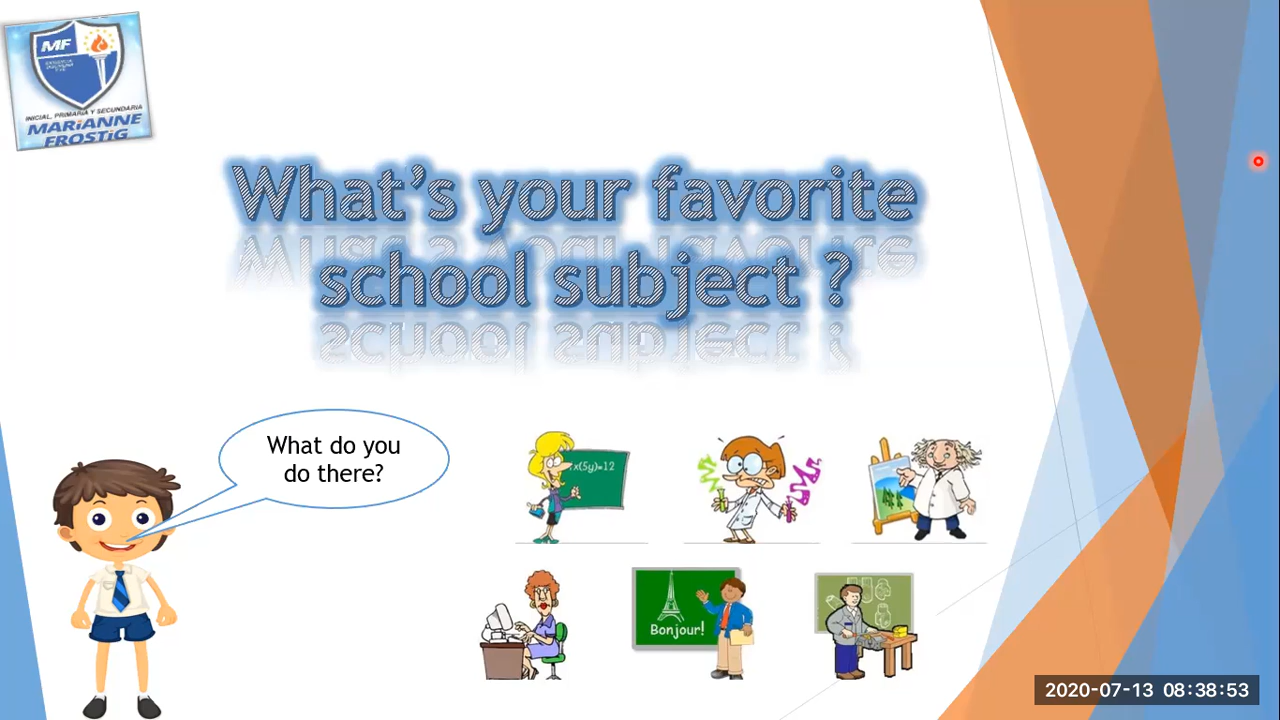 MF
INICIAL, PRIMARIA Y SECUNDARIA
MARiANNE
FROSTiG
What's your favorite
school subject ?
What do you
do there?
x(5y)=12
Bonjour!
2020-07-13 08:38:53